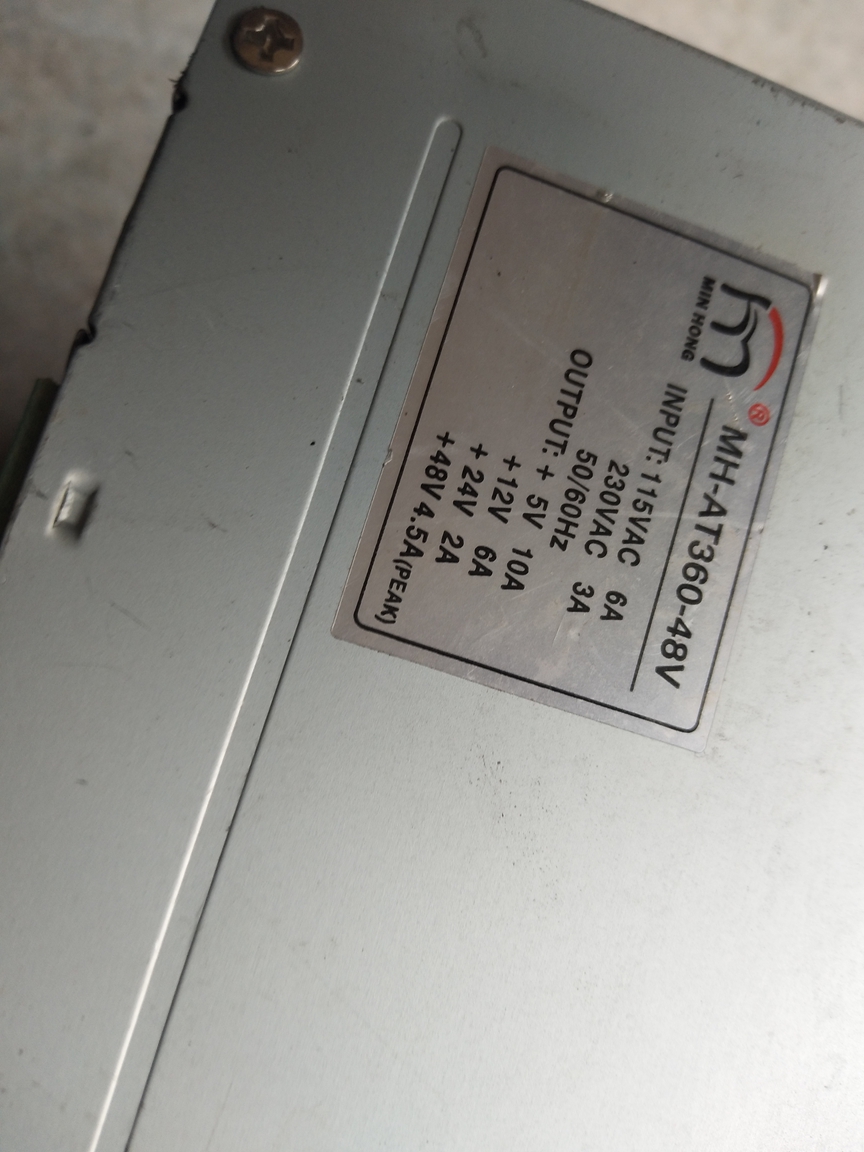 MIN HONG
®
MH-AT360-48V
INPUT: 115VAC 6A
230VAC 3A
50/60Hz
OUTPUT: + 5V 10A
+12V 6A
+ 24V 2A
+48V 4.5A(PEAK)